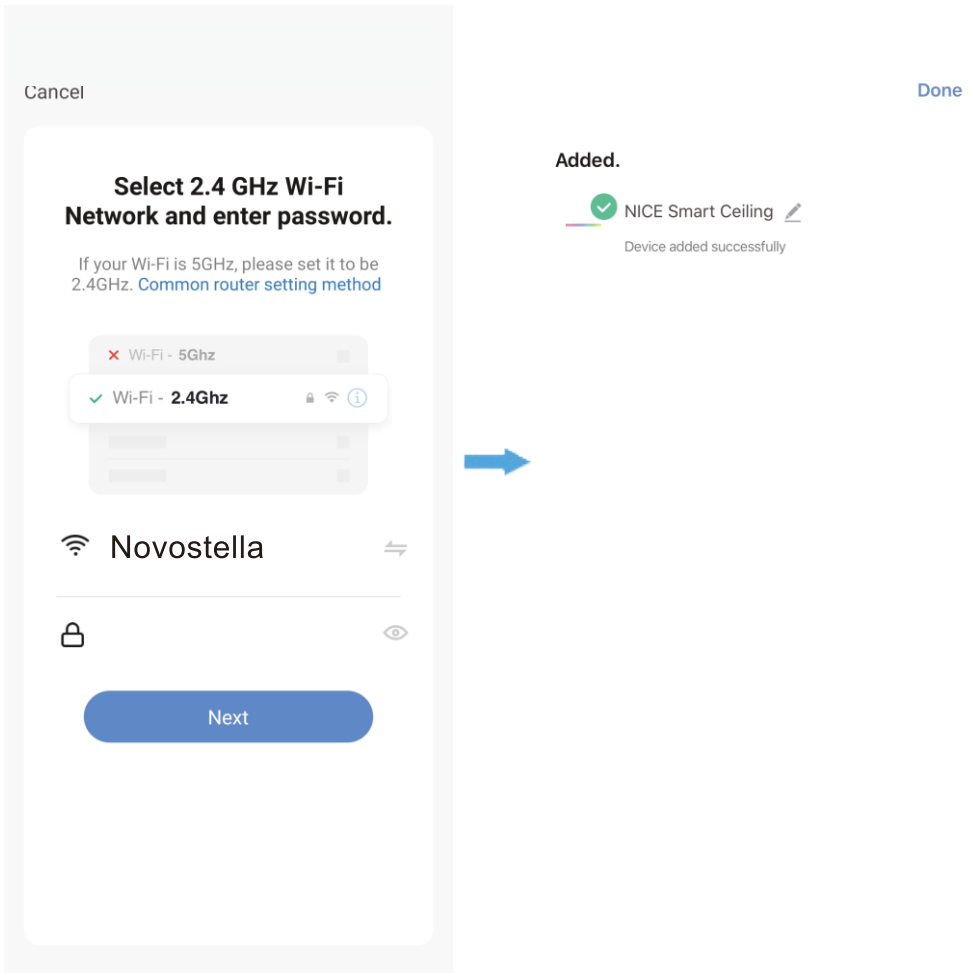 Cancel
Select 2.4 GHz Wi-Fi
Network and enter password.
If your Wi-Fi is 5GHz, please set it to be
2.4GHz. Common router setting method
Wi-Fi - 5Ghz
Wi-Fi - 2.4Ghz
Novostella
Next
Done
Added.
NICE Smart Ceiling
Device added successfully